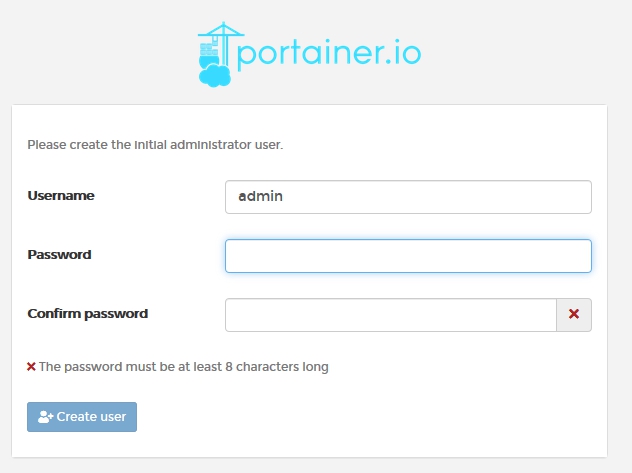 portainer.io
Please create the initial administrator user.
Username
admin
Password
Confirm password
The password must be at least 8 characters long
Create user